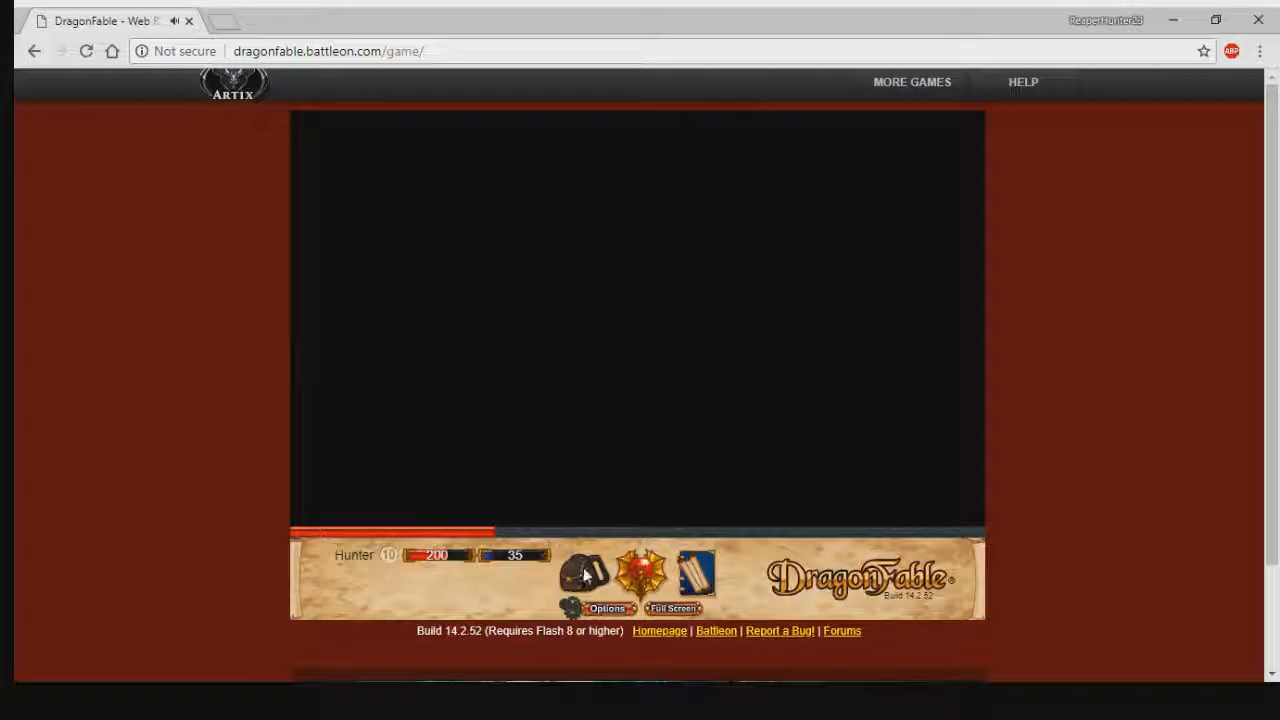 DragonFable - Web P
ReaperHunter23
Not secure
dragonfable.battleon.com/game/
ABP
ARTIX
MORE GAMES
HELP
Hunter 10 200 35
DragonFable
Build 14.2.52
Options
Full Screen
Build 14.2.52 (Requires Flash 8 or higher) Homepage | Battleon | Report a Bug! | Forums